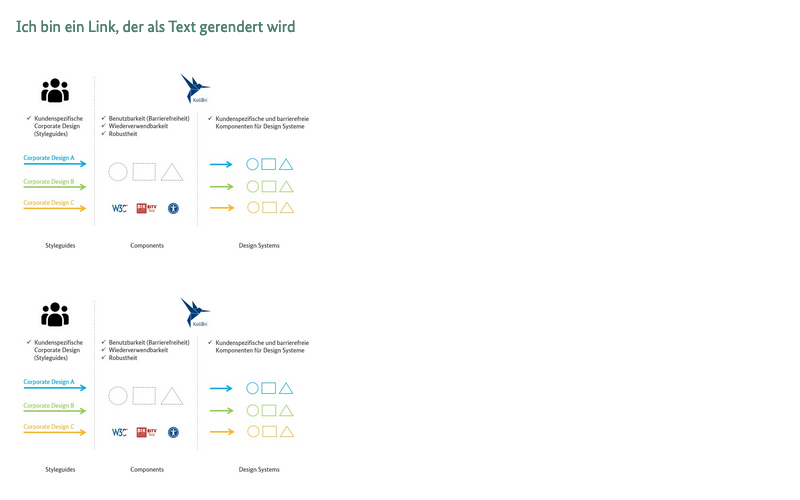 Ich bin ein Link, der als Text gerendert wird
KoliBri
✓ Kundenspezifische
Corporate Design
(Styleguides)
✓ Benutzbarkeit (Barrierefreiheit)
✓ Wiederverwendbarkeit
✓ Robustheit
✓ Kundenspezifische und barrierefreie
Komponenten für Design Systeme
Corporate Design A
Corporate Design B
Corporate Design C
W3C
BIK BITV
Styleguides
Components
Design Systems
KoliBri
✓ Kundenspezifische
Corporate Design
(Styleguides)
✓ Benutzbarkeit (Barrierefreiheit)
✓ Wiederverwendbarkeit
✓ Robustheit
✓ Kundenspezifische und barrierefreie
Komponenten für Design Systeme
Corporate Design A
Corporate Design B
Corporate Design C
W3C
BIK BITV
Styleguides
Components
Design Systems